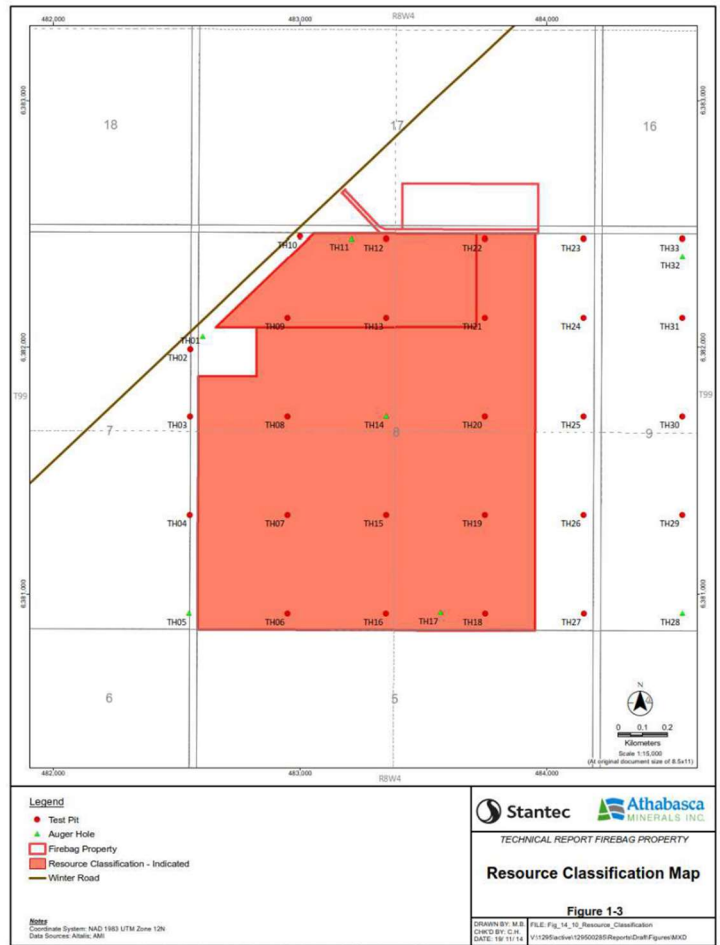 482,000
483,000
R8W4
484,000
6,383,000
6,383,000
18
17
16
TH10
TH11
TH12
TH22
TH23
TH33
TH32
TH09
TH13
TH21
TH24
TH31
6,382,000
6,382,000
TH01
TH02
T99
T99
TH03
TH08
TH14
TH20
TH25
TH30
7
8
9
TH04
TH07
TH15
TH19
TH26
TH29
6,381,000
6,381,000
TH05
TH06
TH16
TH17
TH18
TH27
TH28
6
5
4
N
0 0.1 0.2
Kilometers
Scale 1:15,000
(At original document size of 8.5x11)
482,000
483,000
R8W4
484,000
Legend
Test Pit
Auger Hole
Firebag Property
Resource Classification - Indicated
Winter Road
Notes
Coordinate System: NAD 1983 UTM Zone 12N
Data Sources: Altalis; AMI
Stantec
Athabasca
MINERALS INC.
TECHNICAL REPORT FIREBAG PROPERTY
Resource Classification Map
Figure 1-3
DRAWN BY: M.B.
CHK'D BY: C.H.
DATE: 19/ 11/ 14
FILE: Fig_14_10_Resource_Classification